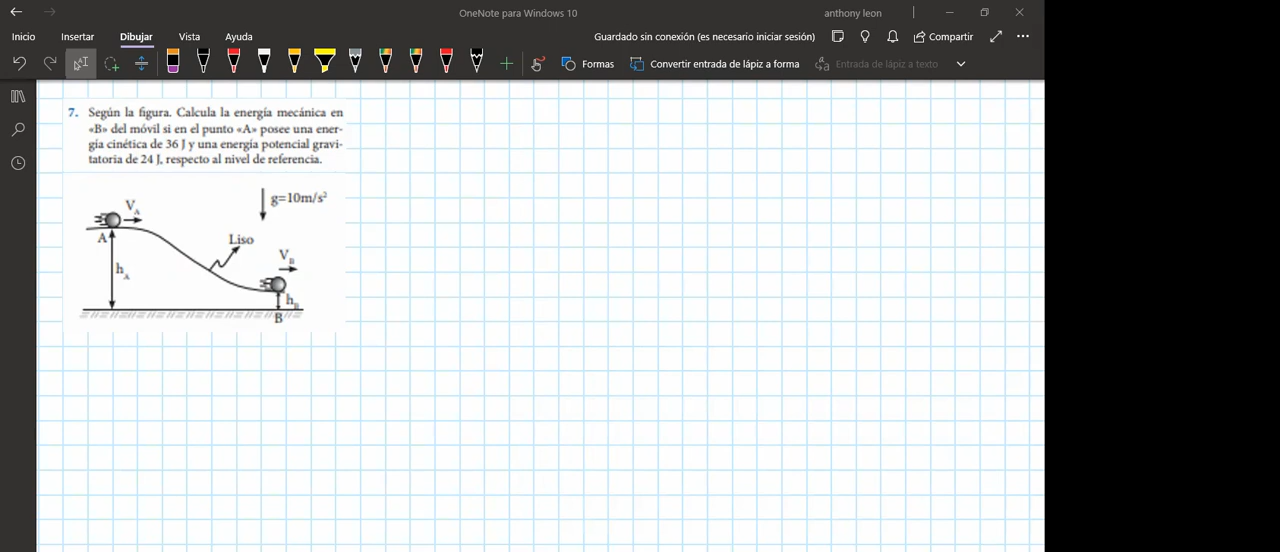 OneNote para Windows 10
anthony leon
Inicio
Insertar
Dibujar
Vista
Ayuda
Guardado sin conexión (es necesario iniciar sesión)
Compartir
Formas
Convertir entrada de lápiz a forma
Entrada de lápiz a texto
7. Según la figura. Calcula la energía mecánica en
«B» del móvil si en el punto «A» posee una ener-
gía cinética de 36 J y una energía potencial gravi-
tatoria de 24 J, respecto al nivel de referencia.
g=10m/s²
V_A
A
Liso
V_B
h_A
h_B
B